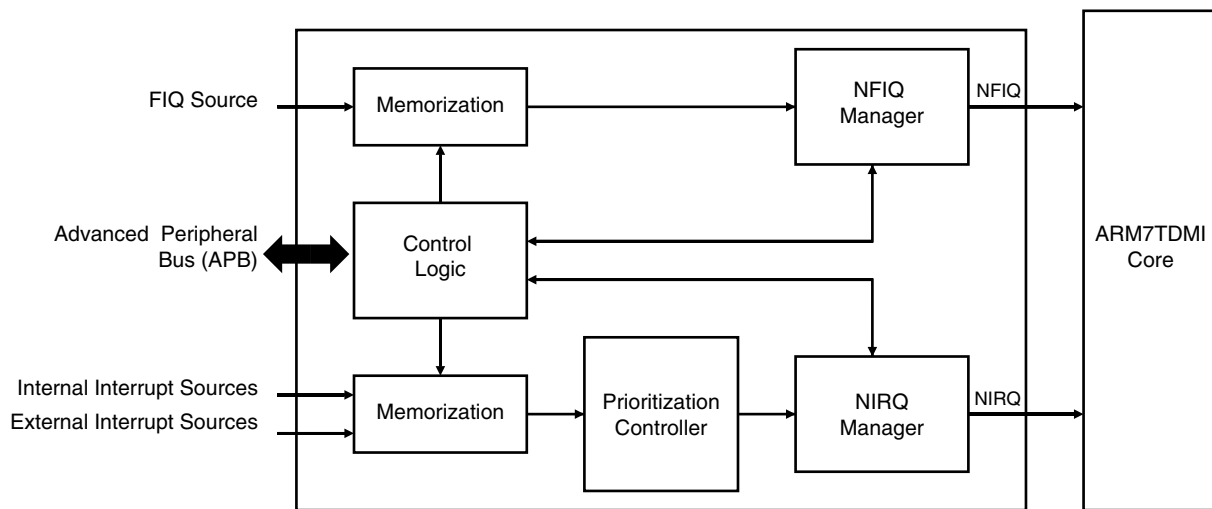 FIQ Source
Memorization
NFIQ
Manager
NFIQ
Advanced Peripheral
Bus (APB)
Control
Logic
ARM7TDMI
Core
Internal Interrupt Sources
External Interrupt Sources
Memorization
Prioritization
Controller
NIRQ
Manager
NIRQ